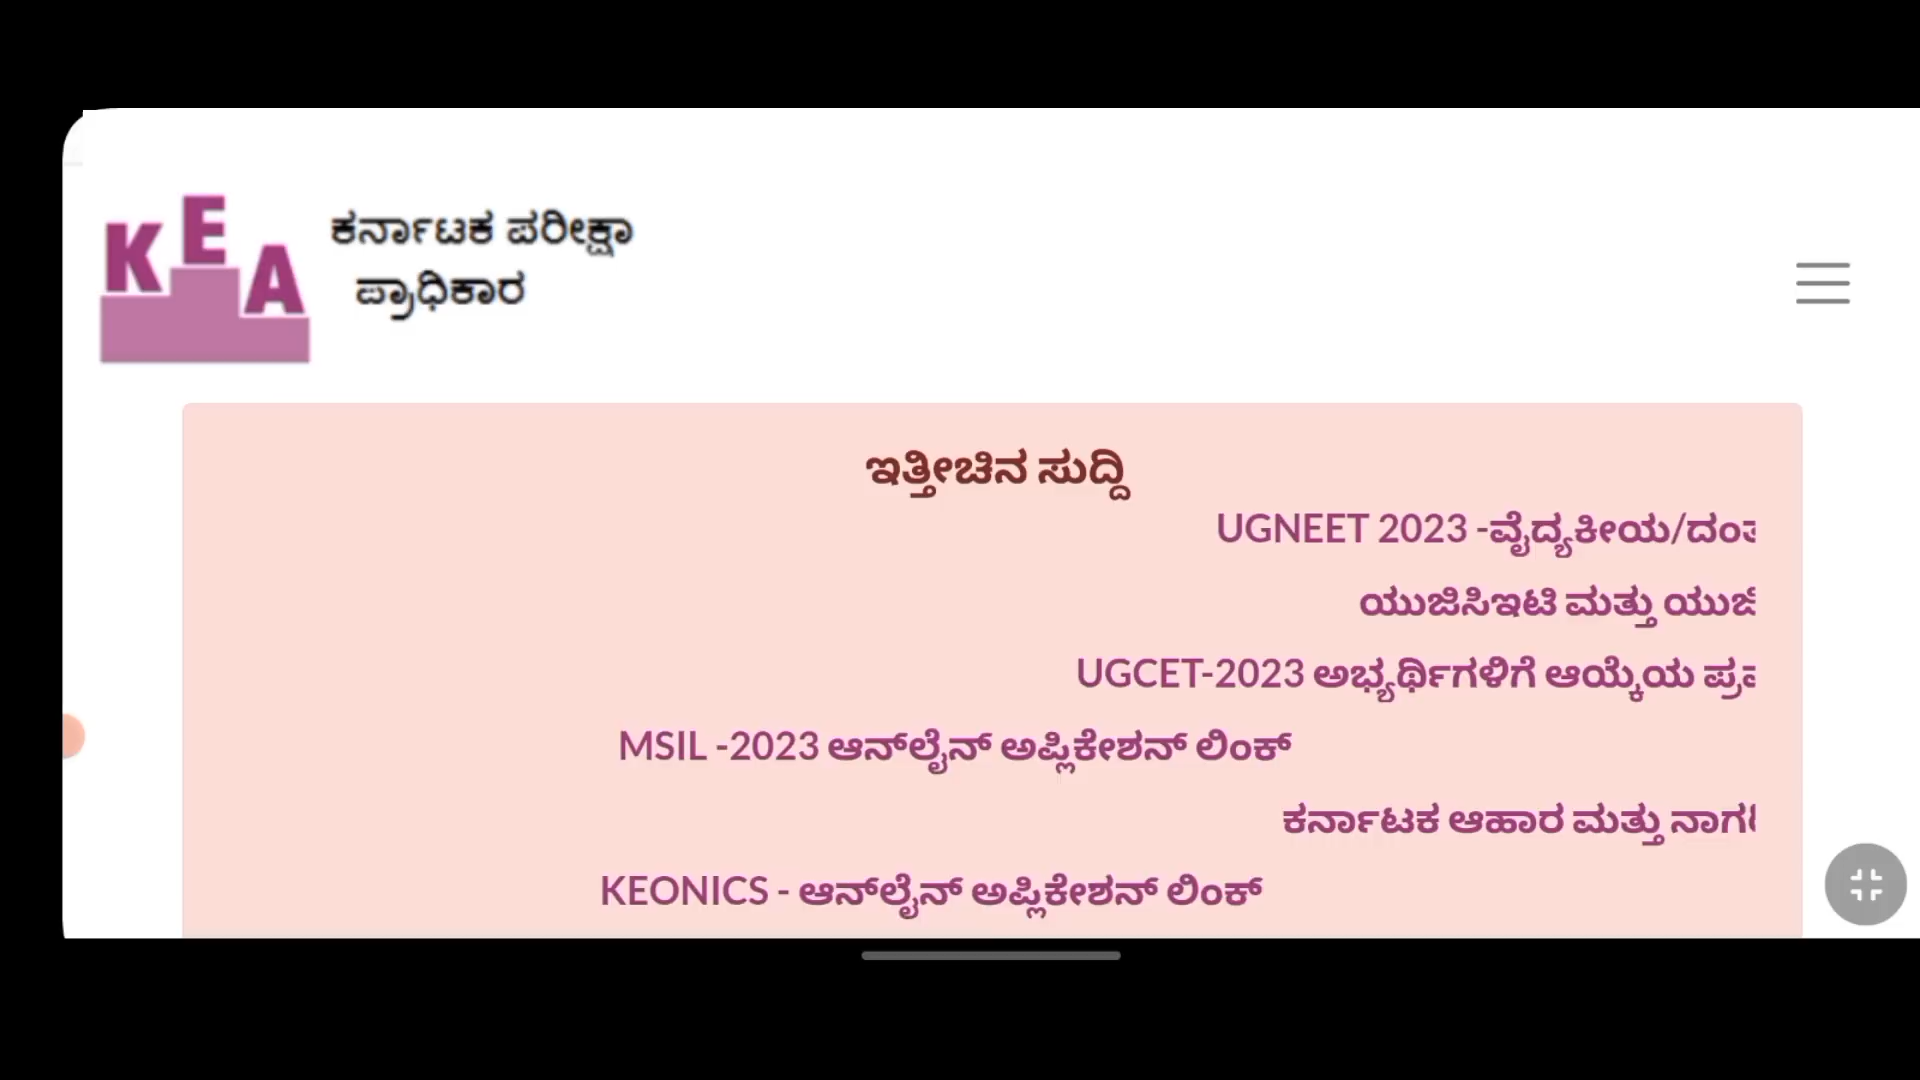 KEA
ಕರ್ನಾಟಕ ಪರೀಕ್ಷಾ
ಪ್ರಾಧಿಕಾರ
ಇತ್ತೀಚಿನ ಸುದ್ದಿ
UGNEET 2023 -ವೈದ್ಯಕೀಯ/
ಯುಜಿಸಿಇಟಿ ಮತ್ತು
UGCET-2023 ಅಭ್ಯರ್ಥಿಗಳಿಗೆ ಆಯ್ಕೆಯ
MSIL -2023 ಆನ್‌ಲೈನ್ ಅಪ್ಲಿಕೇಶನ್ ಲಿಂಕ್
ಕರ್ನಾಟಕ ಆಹಾರ ಮತ್ತು
KEONICS - ಆನ್‌ಲೈನ್ ಅಪ್ಲಿಕೇಶನ್ ಲಿಂಕ್